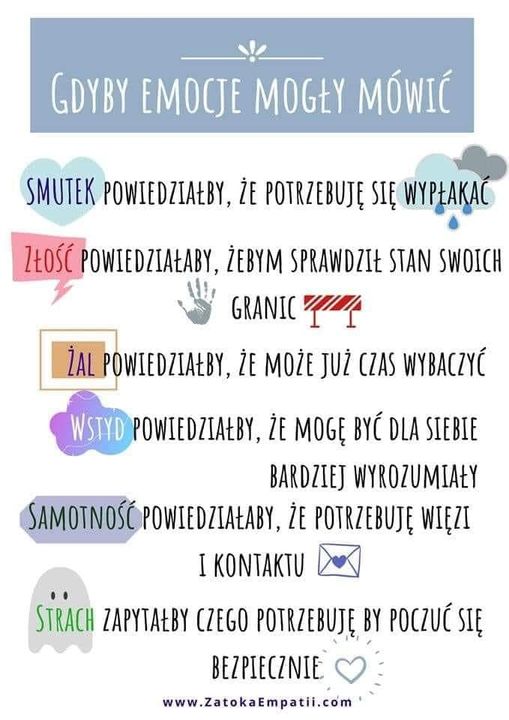 GDYBY EMOCJE MOGŁY MÓWIĆ
SMUTEK POWIEDZIAŁBY, ŻE POTRZEBUJĘ SIĘ WYPŁAKAĆ
ZŁOŚĆ POWIEDZIAŁABY, ŻEBYM SPRAWDZIŁ STAN SWOICH
GRANIC
ŻAL POWIEDZIAŁBY, ŻE MOŻE JUŻ CZAS WYBACZYĆ
WSTYD POWIEDZIAŁBY, ŻE MOGĘ BYĆ DLA SIEBIE
BARDZIEJ WYROZUMIAŁY
SAMOTNOŚĆ POWIEDZIAŁABY, ŻE POTRZEBUJĘ WIĘZI
I KONTAKTU
STRACH ZAPYTAŁBY CZEGO POTRZEBUJĘ BY POCZUĆ SIĘ
BEZPIECZNIE
www.ZatokaEmpatii.com